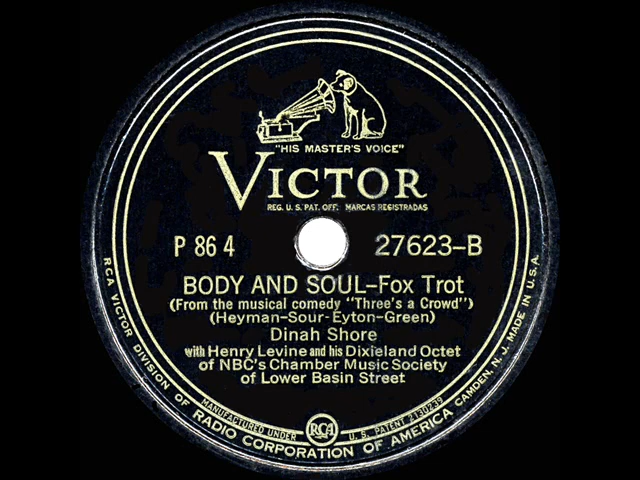 "HIS MASTER'S VOICE"
VICTOR
REG. U. S. PAT. OFF. MARCAS REGISTRADAS
P 86 4
27623-B
BODY AND SOUL-Fox Trot
(From the musical comedy "Three's a Crowd")
(Heyman-Sour-Eyton-Green)
Dinah Shore
with Henry Levine and his Dixieland Octet
of NBC's Chamber Music Society
of Lower Basin Street
MANUFACTURED UNDER
RCA
U. S. PATENT 2130239
RCA VICTOR DIVISION OF RADIO CORPORATION OF AMERICA CAMDEN, N. J. MADE IN U.S.A.